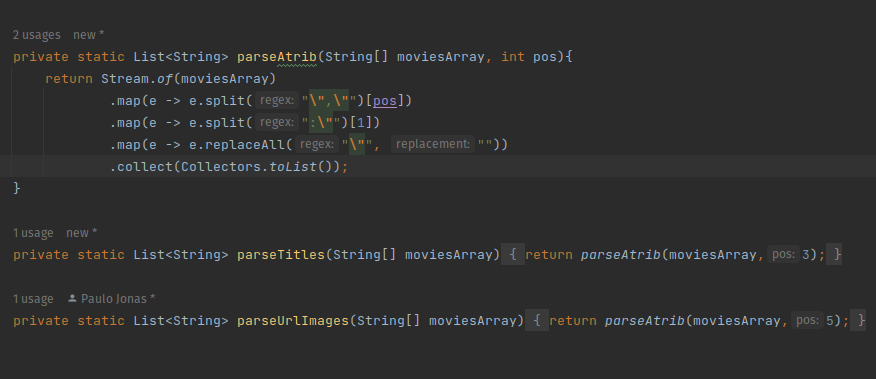 2 usages   new *
private static List<String> parseAtrib(String[] moviesArray, int pos){
    return Stream.of(moviesArray)
            .map(e -> e.split( regex: "\",\"")[pos])
            .map(e -> e.split( regex: ":\"")[1])
            .map(e -> e.replaceAll( regex: "\"",  replacement: ""))
            .collect(Collectors.toList());
}
1 usage   new *
private static List<String> parseTitles(String[] moviesArray) { return parseAtrib(moviesArray, pos: 3); }
1 usage   Paulo Jonas *
private static List<String> parseUrlImages(String[] moviesArray) { return parseAtrib(moviesArray, pos: 5); }